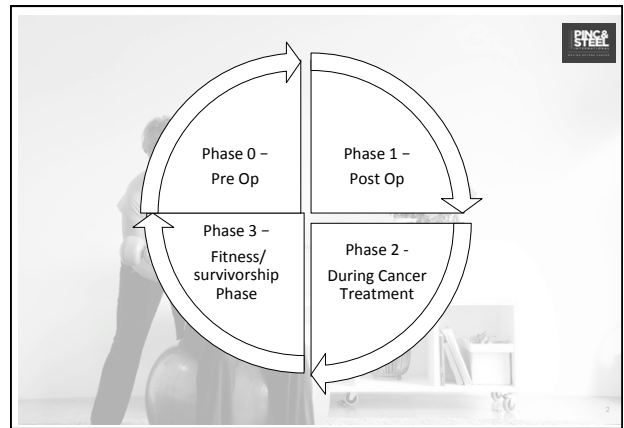 PINC&
STEEL
INTERNATIONAL
Phase 0 –
Pre Op
Phase 1 –
Post Op
Phase 3 –
Fitness/
survivorship
Phase
Phase 2 -
During Cancer
Treatment
2